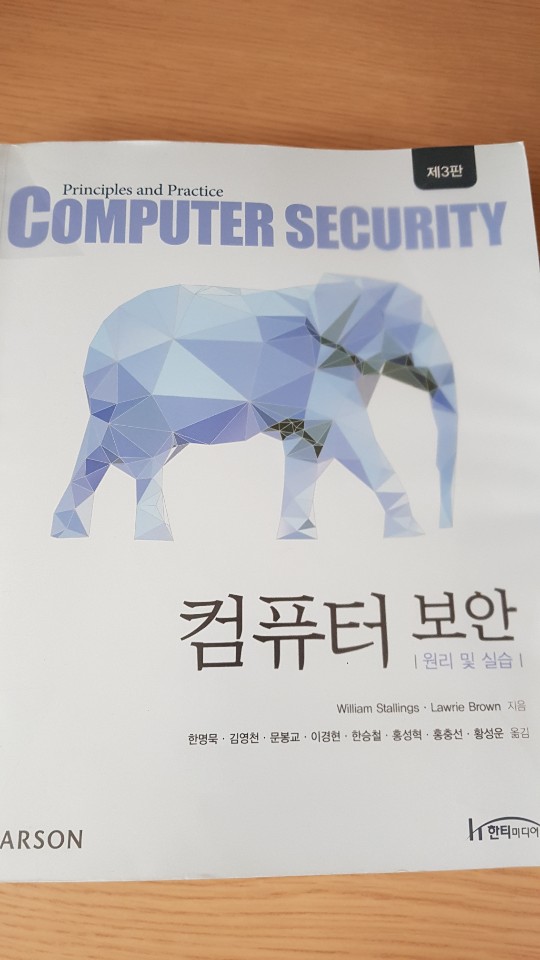 제3판
Principles and Practice
COMPUTER SECURITY
컴퓨터 보안
| 원리 및 실습 |
William Stallings · Lawrie Brown 지음
한명묵 · 김영천 · 문봉교 · 이경현 · 한승철 · 홍성혁 · 홍충선 · 황성운 옮김
ARSON
한티미디어